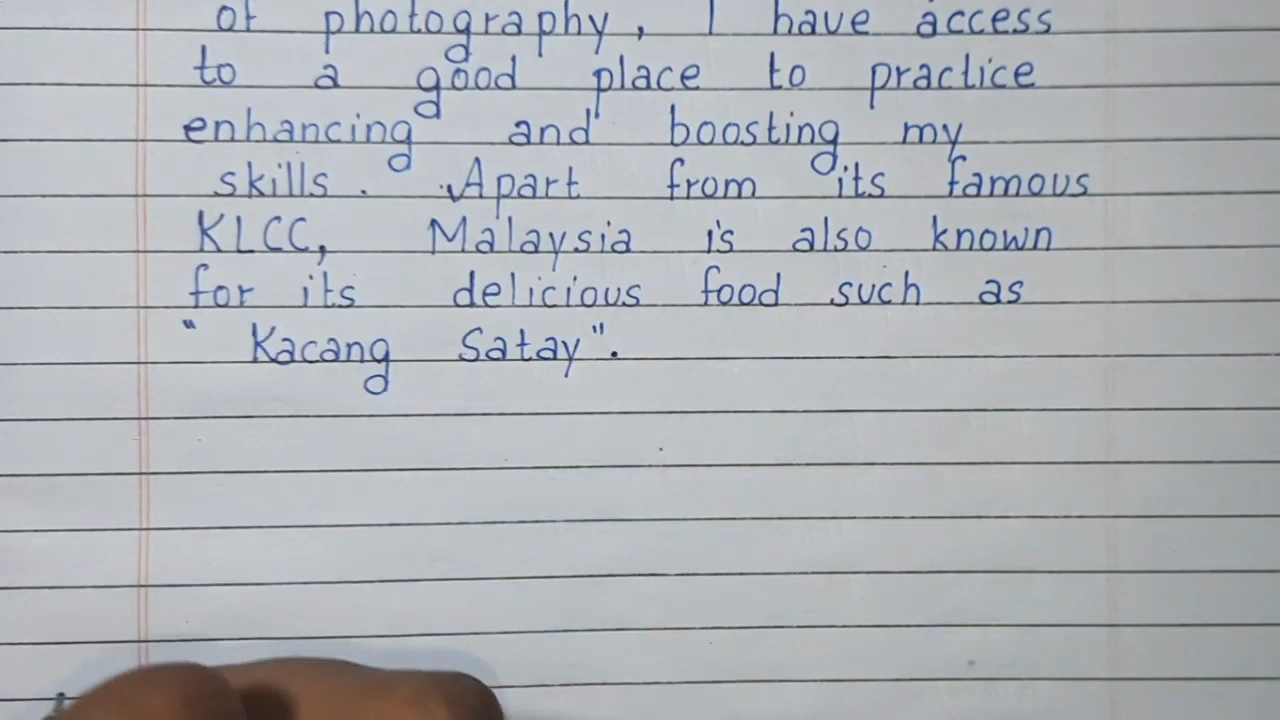 of photography, I have access
to a good place to practice
enhancing and boosting my
skills. Apart from its famous
KLCC, Malaysia is also known
for its delicious food such as
"Kacang Satay".